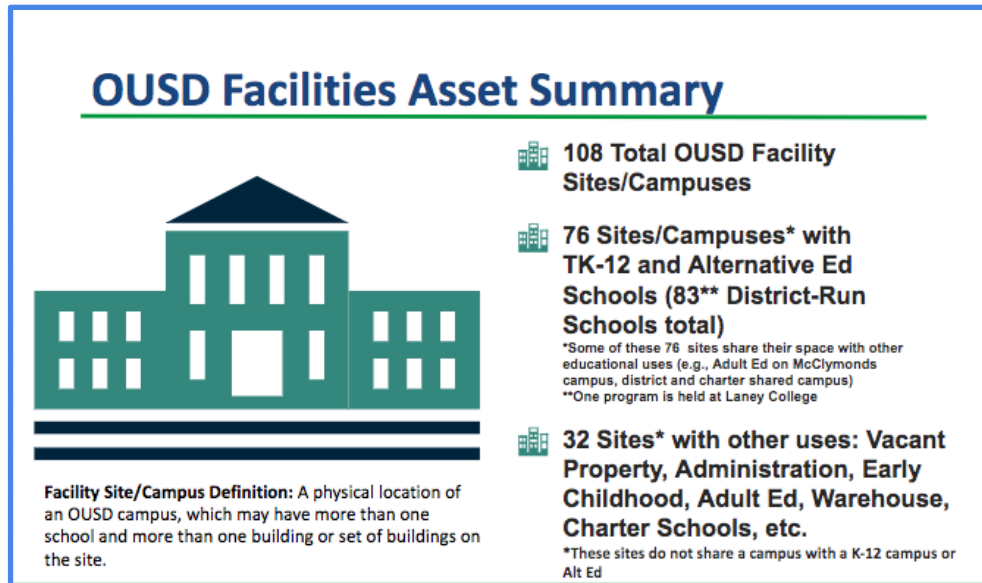 OUSD Facilities Asset Summary
108 Total OUSD Facility
Sites/Campuses
76 Sites/Campuses* with
TK-12 and Alternative Ed
Schools (83** District-Run
Schools total)
*Some of these 76 sites share their space with other
educational uses (e.g., Adult Ed on McClymonds
campus, district and charter shared campus)
**One program is held at Laney College
32 Sites* with other uses: Vacant
Property, Administration, Early
Childhood, Adult Ed, Warehouse,
Charter Schools, etc.
*These sites do not share a campus with a K-12 campus or
Alt Ed
Facility Site/Campus Definition: A physical location of
an OUSD campus, which may have more than one
school and more than one building or set of buildings on
the site.